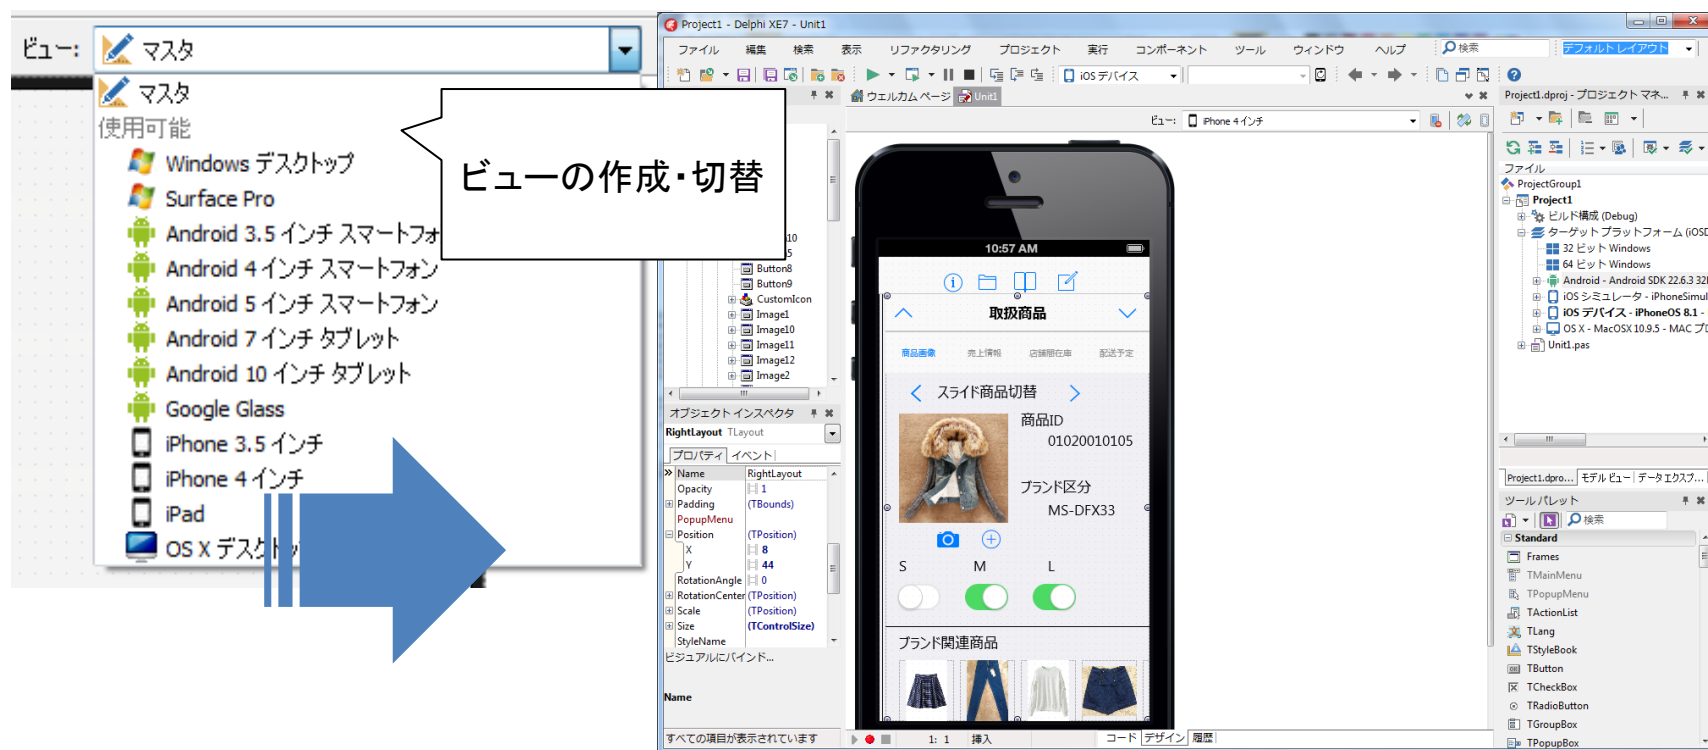 ビュー:
マスタ
マスタ
使用可能
Windows デスクトップ
Surface Pro
Android 3.5 インチ スマートフォ
Android 4 インチ スマートフォン
Android 5 インチ スマートフォン
Android 7 インチ タブレット
Android 10 インチ タブレット
Google Glass
iPhone 3.5 インチ
iPhone 4 インチ
iPad
OS X デスクト
ビューの作成・切替
Project1 - Delphi XE7 - Unit1
ファイル 編集 検索 表示 リファクタリング プロジェクト 実行 コンポーネント ツール ウィンドウ ヘルプ
検索
デフォルト レイアウト
iOS デバイス
ウェルカム ページ
Unit1
ビュー: iPhone 4 インチ
10
5
Button8
Button9
CustomIcon
Image1
Image10
Image11
Image12
Image2
オブジェクト インスペクタ
RightLayout TLayout
プロパティ イベント
Name RightLayout
Opacity 1
Padding (TBounds)
PopupMenu
Position (TPosition)
X 8
Y 44
RotationAngle 0
RotationCenter (TPosition)
Scale (TPosition)
Size (TControlSize)
StyleName
ビジュアルにバインド...
Name
すべての項目が表示されています
10:57 AM
取扱商品
商品画像 売上情報 店舗間在庫 配送予定
スライド商品切替
商品ID
01020010105
ブランド区分
MS-DFX33
S M L
ブランド関連商品
1: 1 挿入
コード デザイン 履歴
Project1.dproj - プロジェクト マネ...
ファイル
ProjectGroup1
Project1
ビルド構成 (Debug)
ターゲット プラットフォーム (iOSD
32 ビット Windows
64 ビット Windows
Android - Android SDK 22.6.3 32
iOS シミュレータ - iPhoneSimul
iOS デバイス - iPhoneOS 8.1 -
OS X - MacOSX 10.9.5 - MAC プロ
Unit1.pas
Project1.dpro... モデル ビュー データ エクスプ...
ツール パレット
検索
Standard
Frames
TMainMenu
TPopupMenu
TActionList
TLang
TStyleBook
TButton
TCheckBox
TRadioButton
TGroupBox
TPopupBox